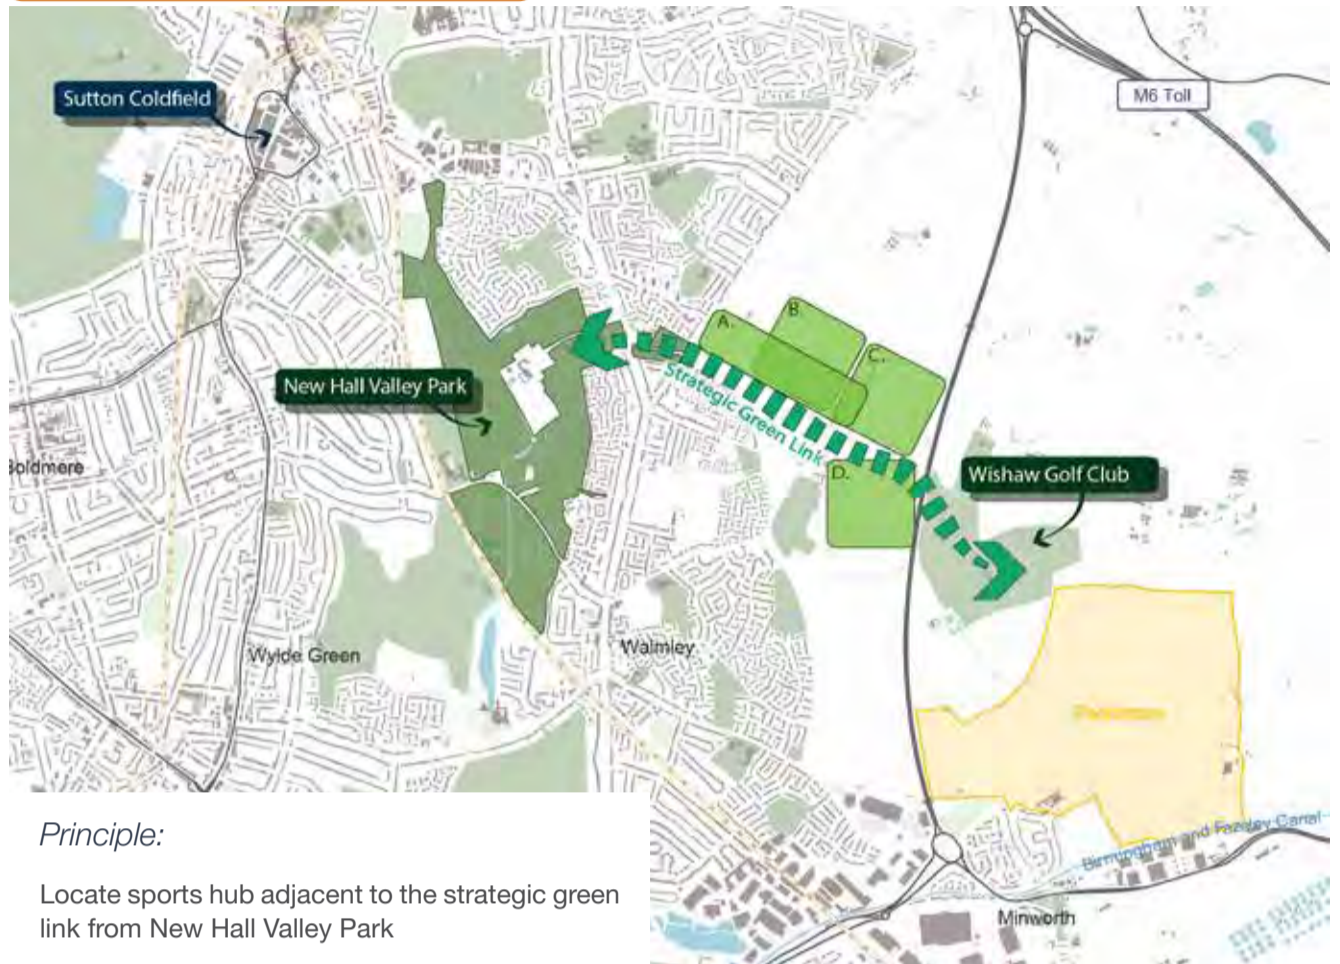 Sutton Coldfield
M6 Toll
B.
A.
C.
New Hall Valley Park
Strategic Green Link
D.
Wishaw Golf Club
Boldmere
Wylde Green
Walmley
Birmingham and Fazeley Canal
Minworth
Principle:
Locate sports hub adjacent to the strategic green
link from New Hall Valley Park